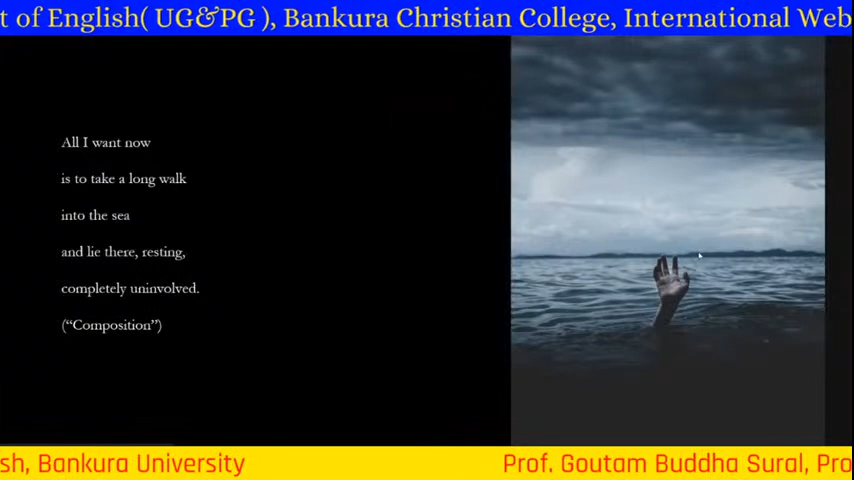 t of English( UG&PG ), Bankura Christian College, International Web
All I want now
is to take a long walk
into the sea
and lie there, resting,
completely uninvolved.
(“Composition”)
sh, Bankura University
Prof. Goutam Buddha Sural, Pro